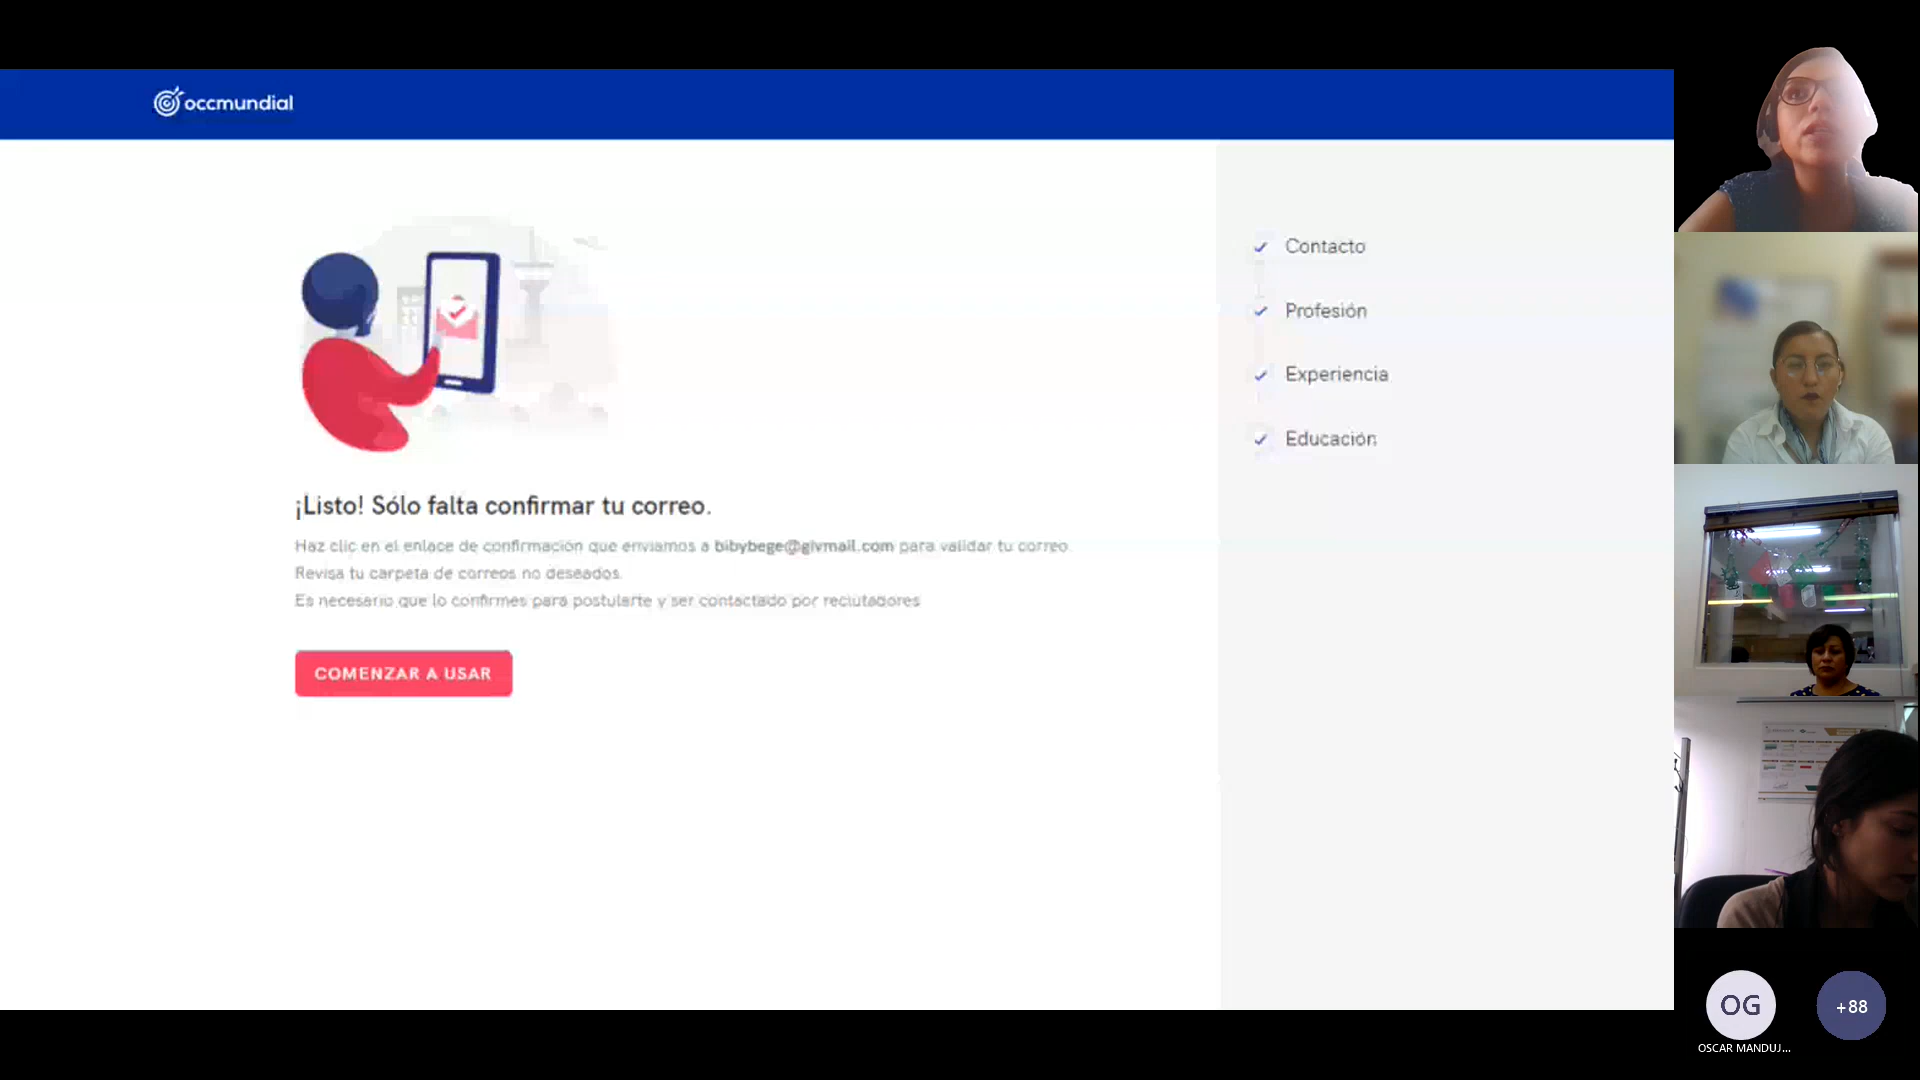 occmundial
¡Listo! Sólo falta confirmar tu correo.
Haz clic en el enlace de confirmación que enviamos a bibybege@givmail.com para validar tu correo.
Revisa tu carpeta de correos no deseados.
Es necesario que lo confirmes para postularte y ser contactado por reclutadores
COMENZAR A USAR
Contacto
Profesión
Experiencia
Educación
OG
+88
OSCAR MANDUJ...